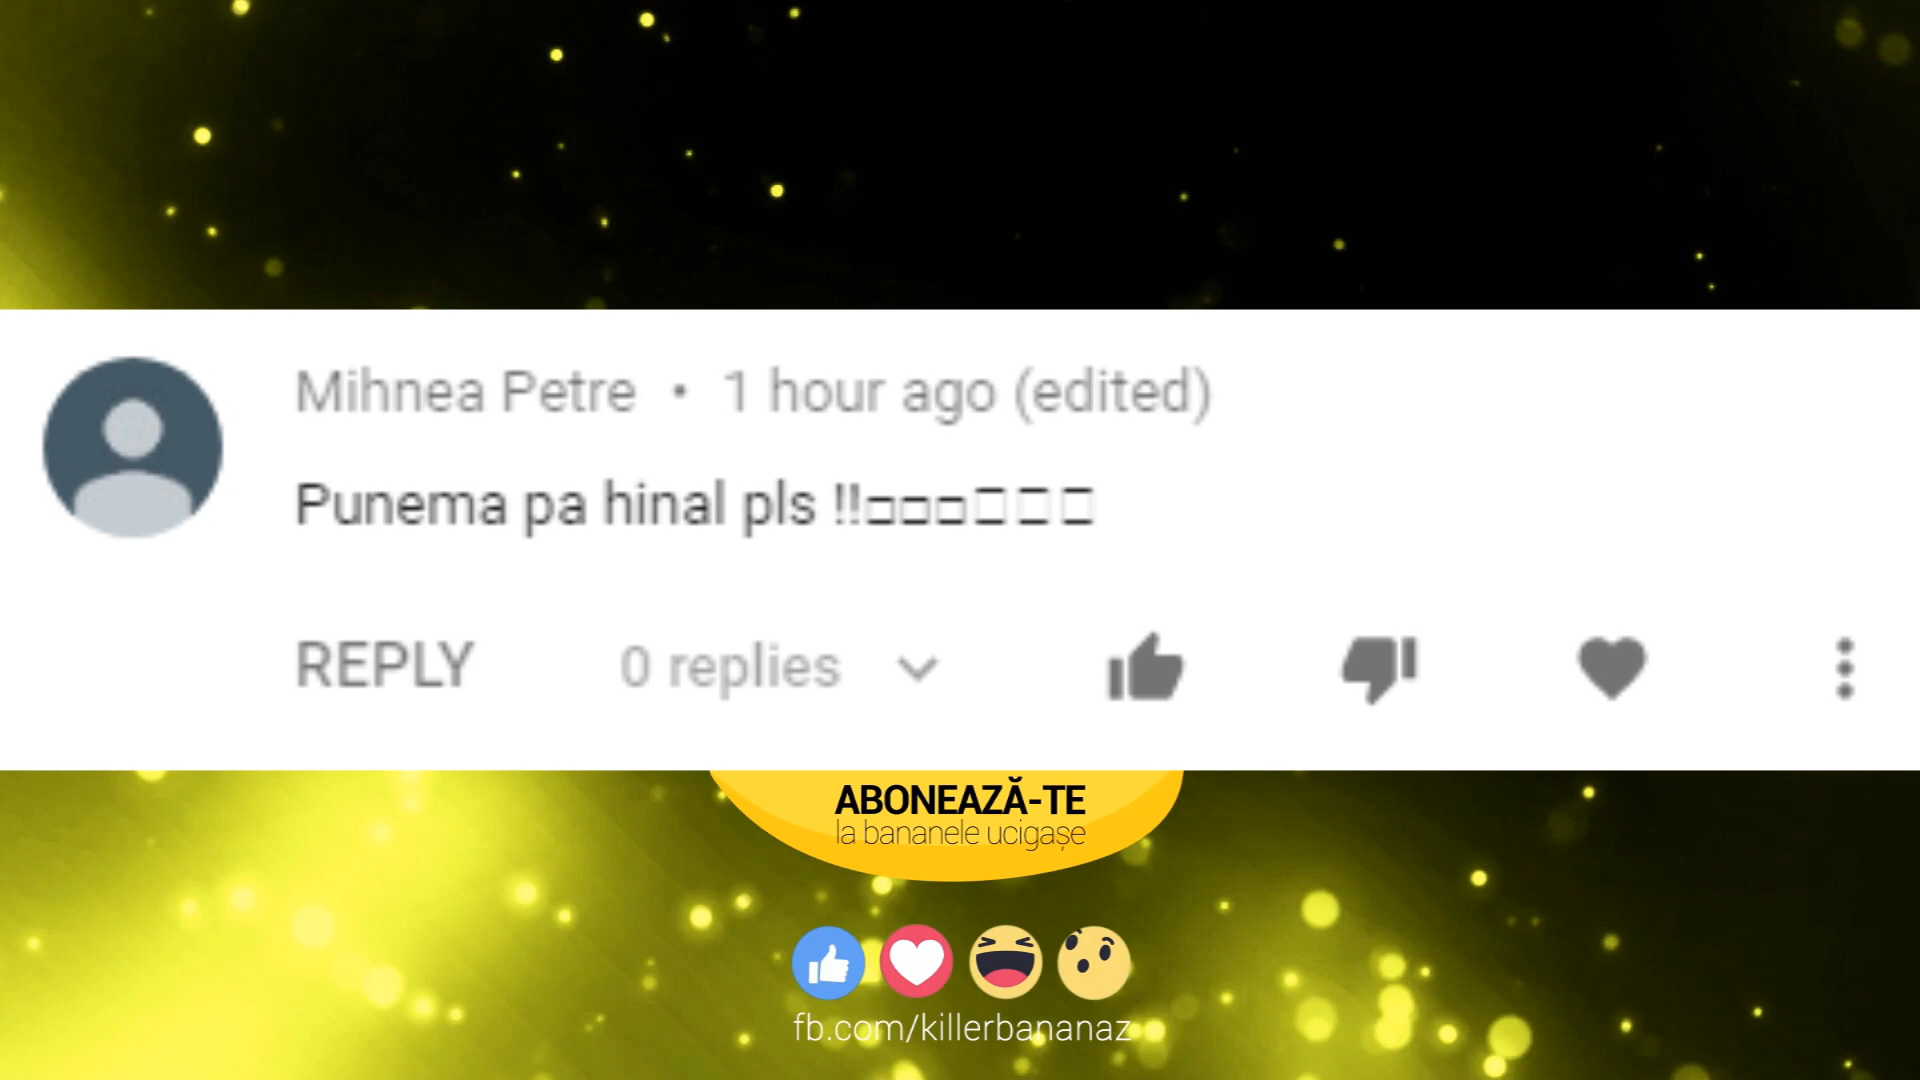 Mihnea Petre • 1 hour ago (edited)
Punema pa hinal pls !!□□□□□□
REPLY 0 replies
ABONEAZĂ-TE
la bananele ucigașe
fb.com/killerbananaz